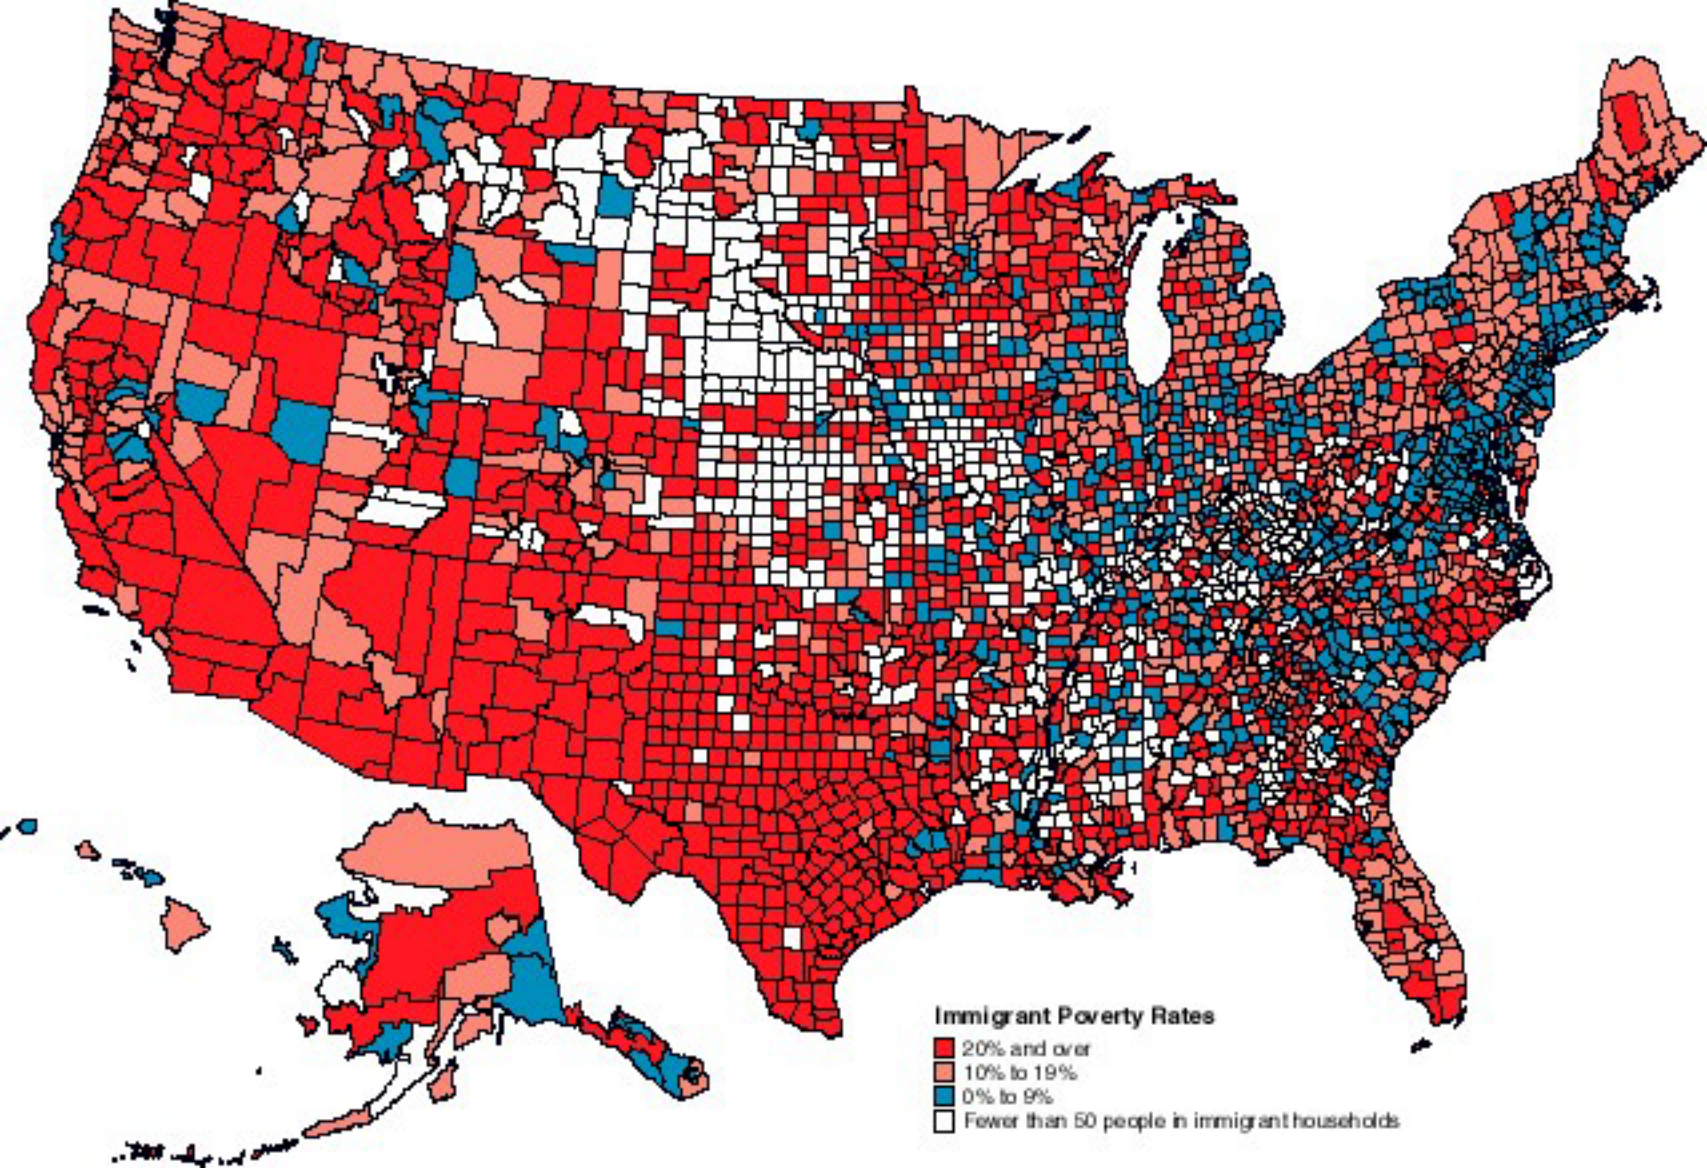 Immigrant Poverty Rates
20% and over
10% to 19%
0% to 9%
Fewer than 50 people in immigrant households